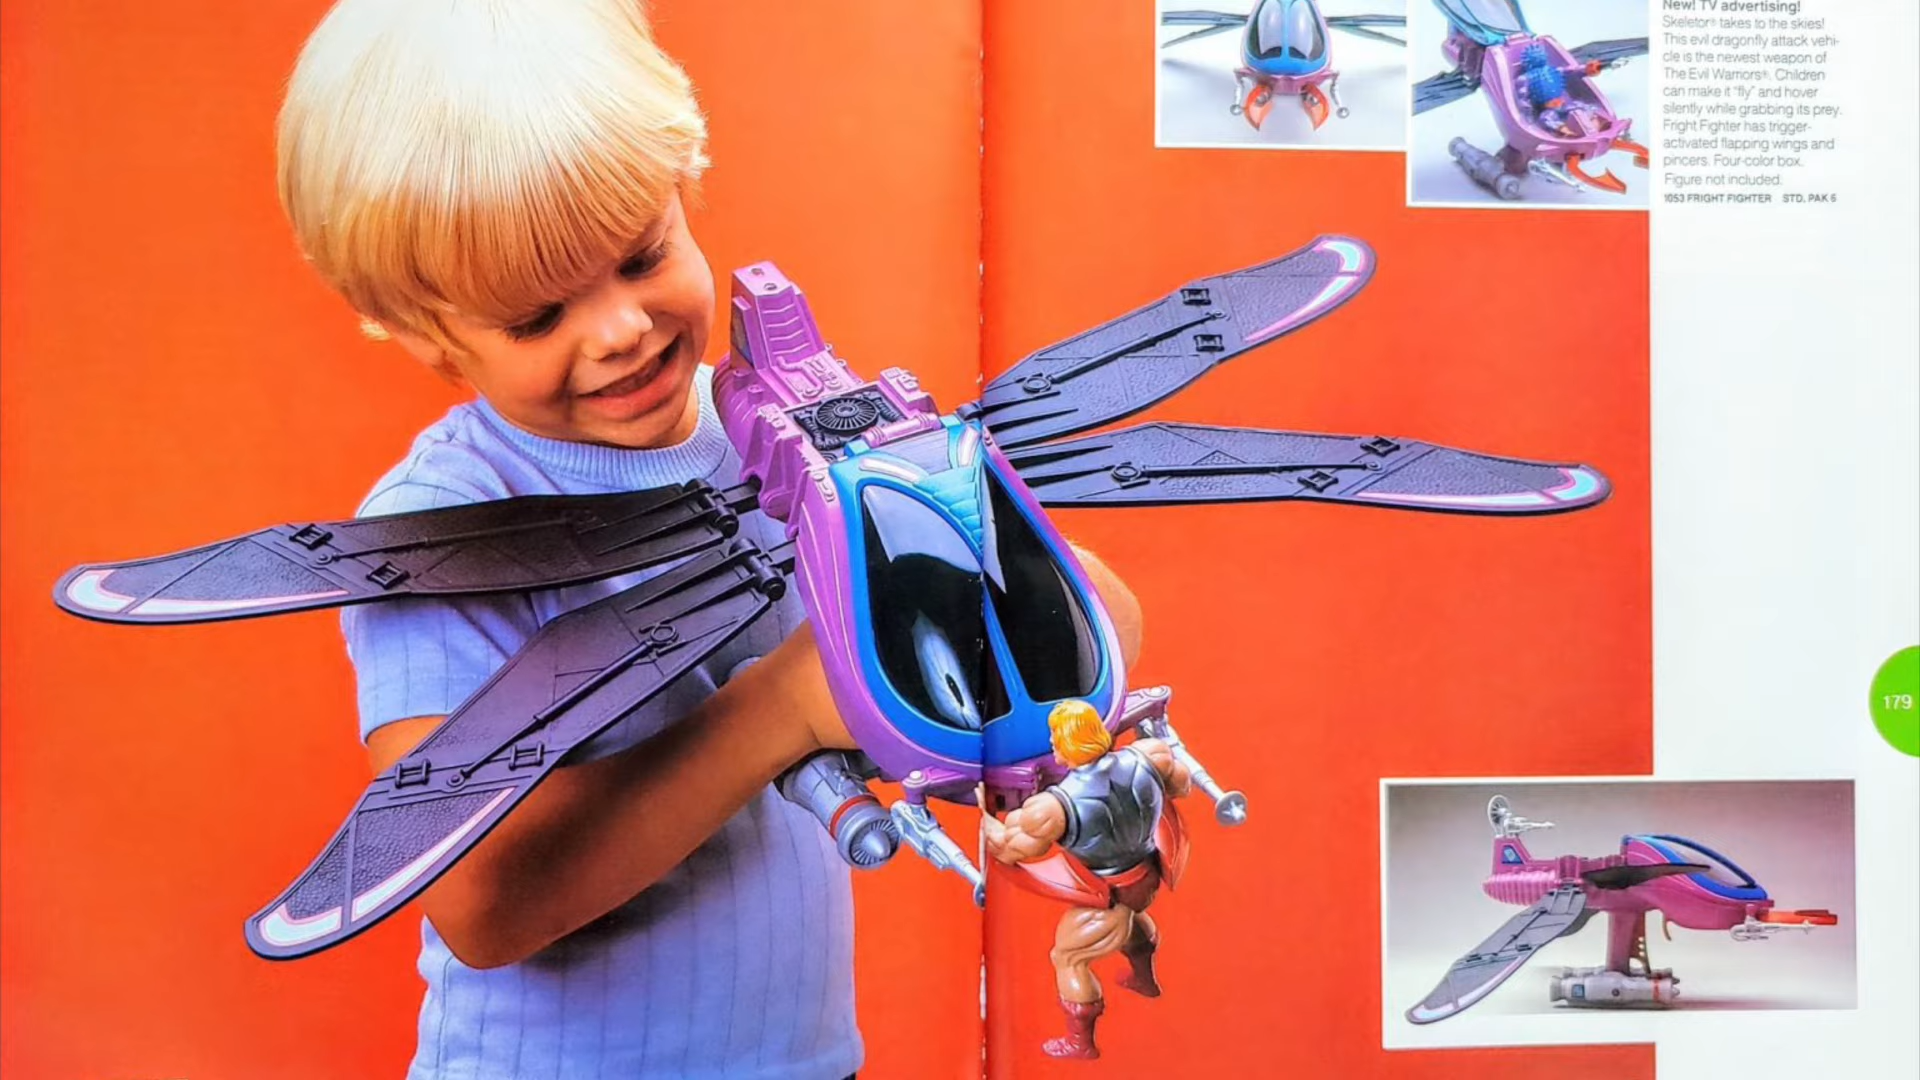 New! TV advertising!
Skeletor® takes to the skies!
This evil dragonfly attack vehi-
cle is the newest weapon of
The Evil Warriors®. Children
can make it "fly" and hover
silently while grabbing its prey.
Fright Fighter has trigger-
activated flapping wings and
pincers. Four-color box.
Figure not included.
1053 FRIGHT FIGHTER STD. PAK 6
179